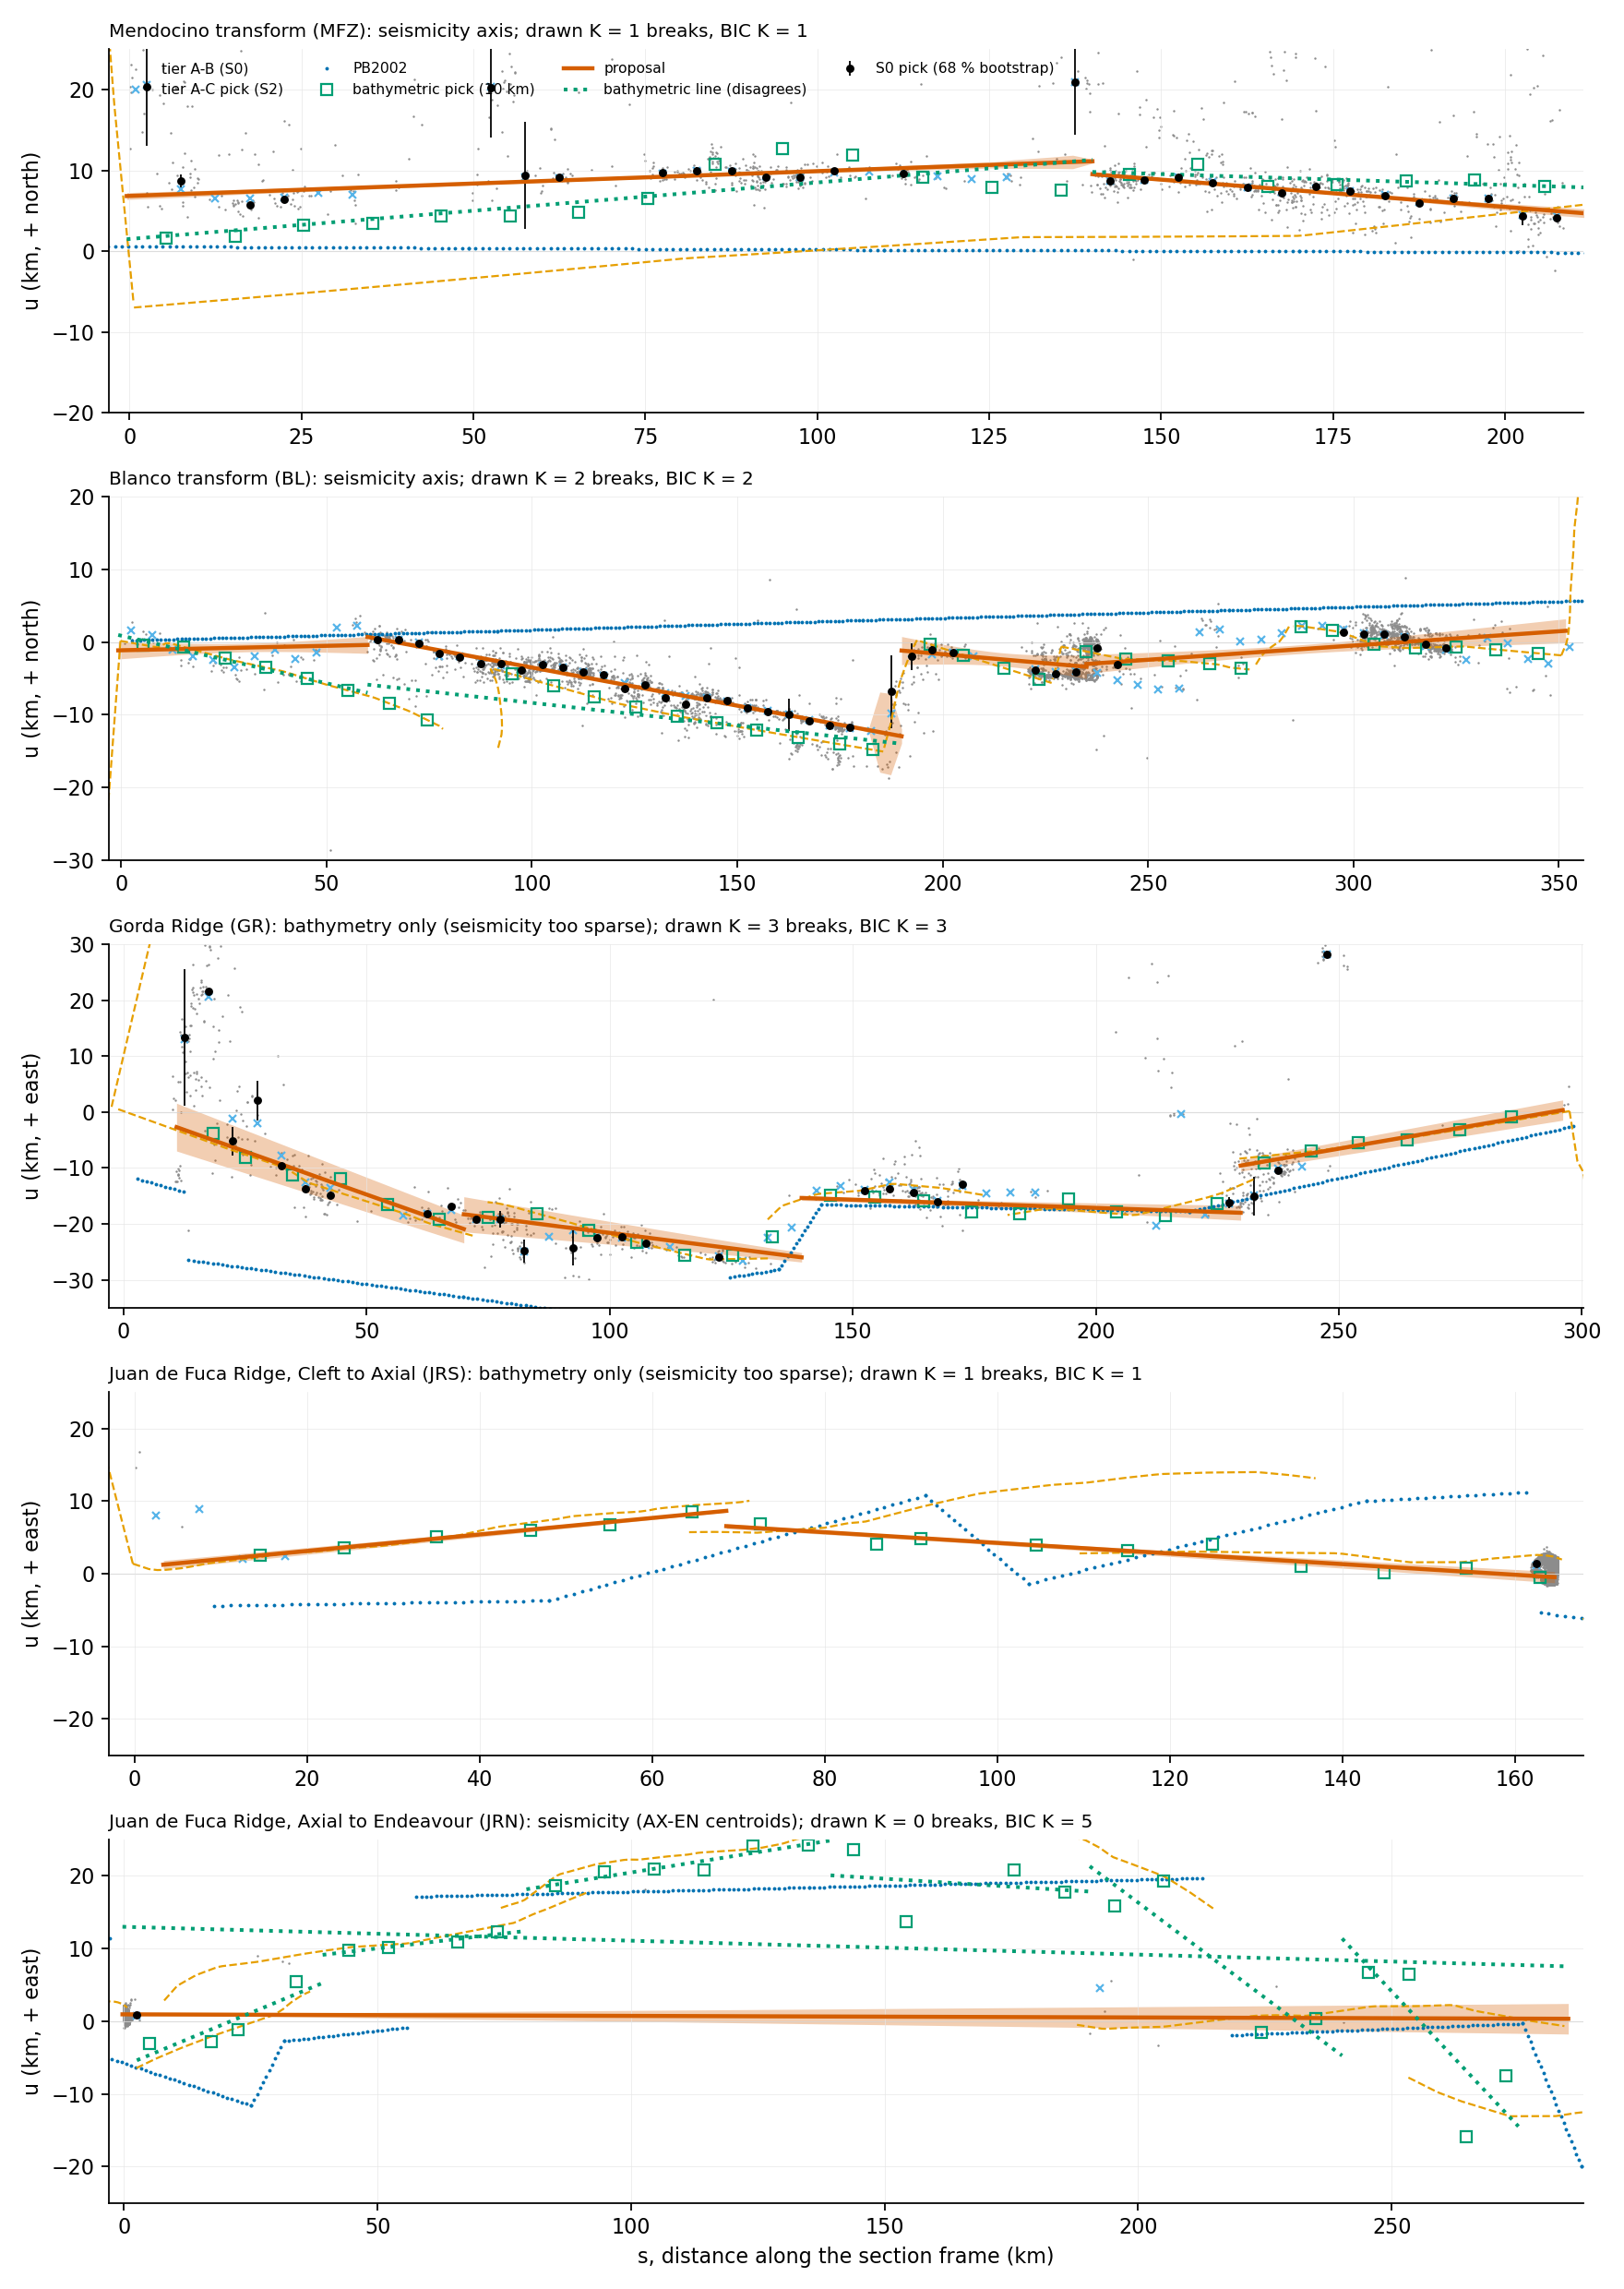 Mendocino transform (MFZ): seismicity axis; drawn K = 1 breaks, BIC K = 1
tier A-B (S0) PB2002 proposal S0 pick (68 % bootstrap)
tier A-C pick (S2) bathymetric pick (10 km) bathymetric line (disagrees)
u (km, + north)
20
10
0
−10
−20
0 25 50 75 100 125 150 175 200
Blanco transform (BL): seismicity axis; drawn K = 2 breaks, BIC K = 2
u (km, + north)
20
10
0
−10
−20
−30
0 50 100 150 200 250 300 350
Gorda Ridge (GR): bathymetry only (seismicity too sparse); drawn K = 3 breaks, BIC K = 3
u (km, + east)
30
20
10
0
−10
−20
−30
0 50 100 150 200 250 300
Juan de Fuca Ridge, Cleft to Axial (JRS): bathymetry only (seismicity too sparse); drawn K = 1 breaks, BIC K = 1
u (km, + east)
20
10
0
−10
−20
0 20 40 60 80 100 120 140 160
Juan de Fuca Ridge, Axial to Endeavour (JRN): seismicity (AX-EN centroids); drawn K = 0 breaks, BIC K = 5
u (km, + east)
20
10
0
−10
−20
0 50 100 150 200 250
s, distance along the section frame (km)